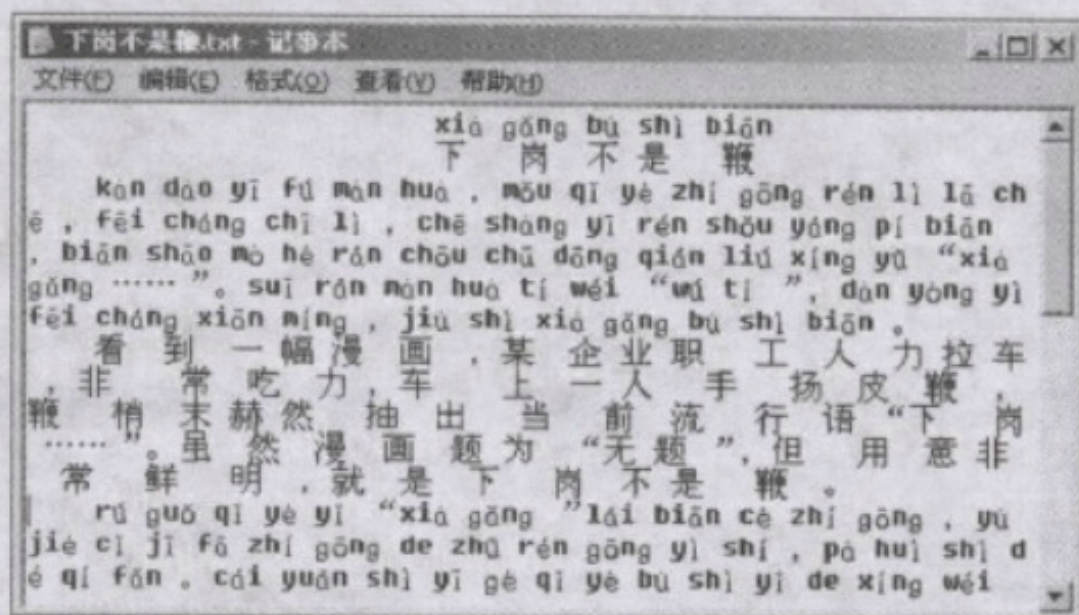 下岗不是鞭.txt - 记事本
文件(F) 编辑(E) 格式(O) 查看(V) 帮助(H)
xià gǎng bú shì biān
下 岗 不 是 鞭
kàn dào yī fú màn huà , mǒu qǐ yè zhí gōng rén lì lā ch
ē , fēi cháng chī lì , chē shàng yī rén shǒu yáng pí biān
, biān shāo mò hè rán chōu chū dāng qián liú xíng yǔ “xià
gǎng ……”。suī rán màn huà tí wéi “wú tí ”, dàn yòng yì
fēi cháng xiān míng , jiù shì xià gǎng bú shì biān 。
看 到 一 幅 漫 画 , 某 企 业 职 工 人 力 拉 车
, 非 常 吃 力 , 车 上 一 人 手 扬 皮 鞭 ,
鞭 梢 末 赫 然 抽 出 当 前 流 行 语 “下 岗
……”。虽 然 漫 画 题 为 “无 题 ”, 但 用 意 非
常 鲜 明 , 就 是 下 岗 不 是 鞭 。
rú guǒ qǐ yè yǐ “xià gǎng ”lái biān cè zhí gōng , yù
jiè cǐ jī fā zhí gōng de zhǔ rén gōng yì shí , pà huì shì d
é qí fǎn 。cái yuán shì yī gè qǐ yè bù shì yí de xíng wéi